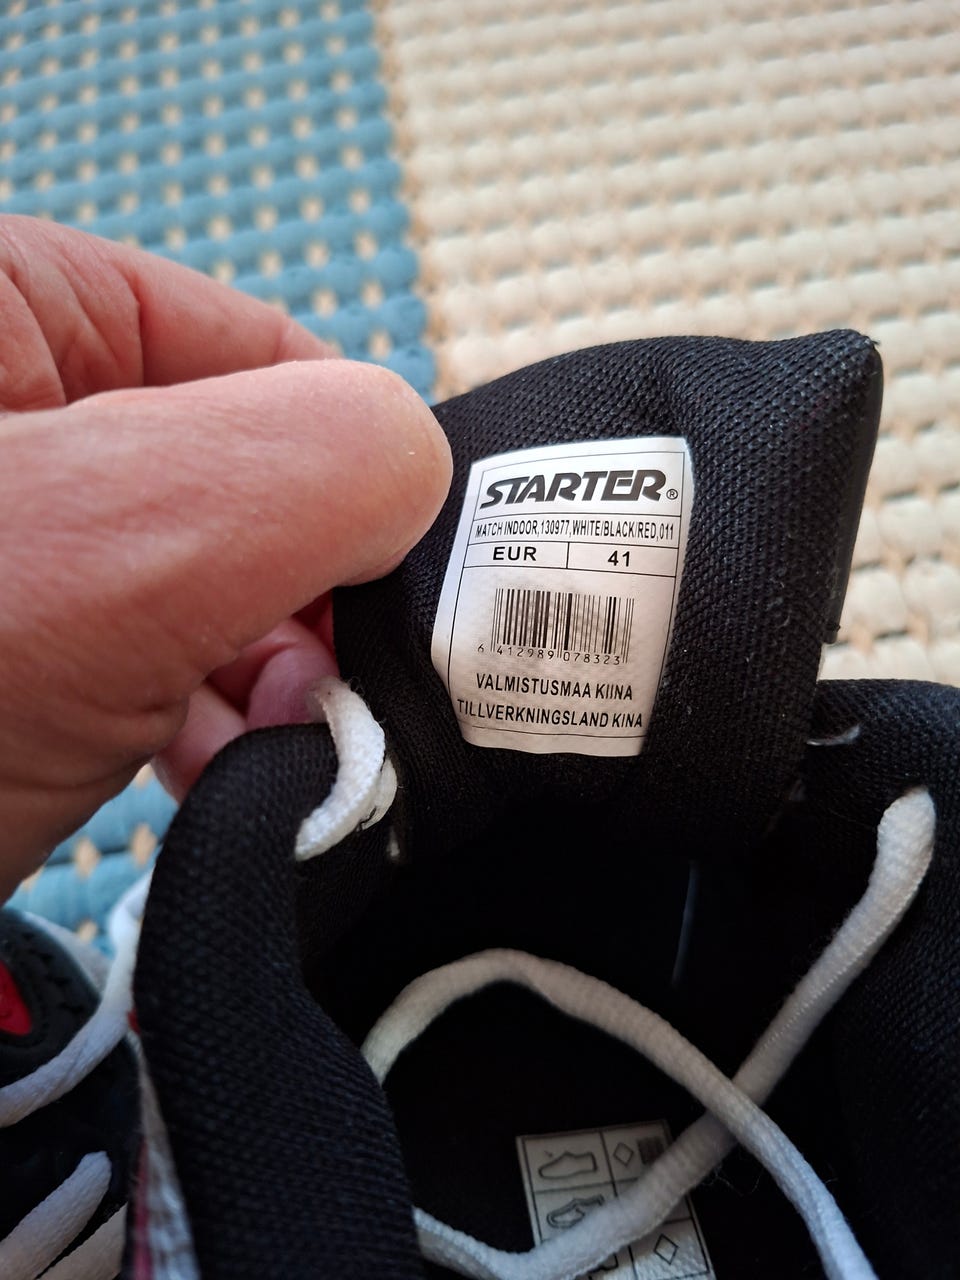 STARTER®
MATCH INDOOR,130977,WHITE/BLACK/RED,011
EUR 41
6 412989 078323
VALMISTUSMAA KIINA
TILLVERKNINGSLAND KINA